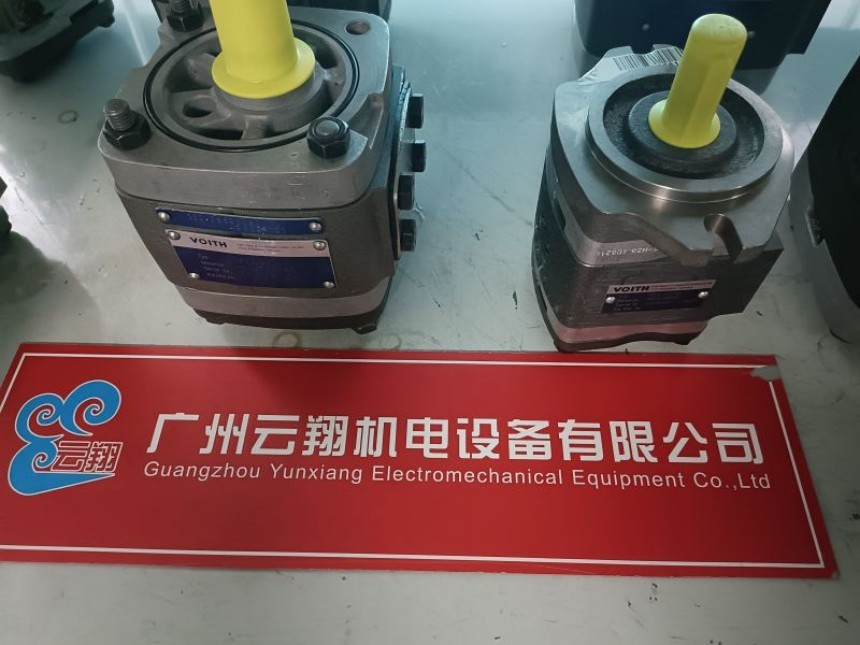 VOITH
VOITH
云翔
广州云翔机电设备有限公司
Guangzhou Yunxiang Electromechanical Equipment Co.,Ltd